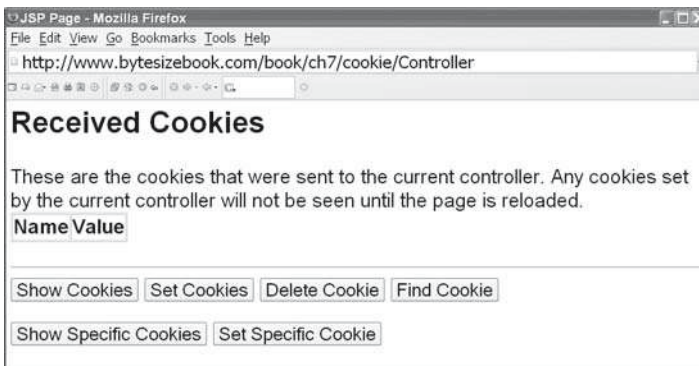 JSP Page - Mozilla Firefox
File Edit View Go Bookmarks Tools Help
http://www.bytesizebook.com/book/ch7/cookie/Controller
G.
Received Cookies
These are the cookies that were sent to the current controller. Any cookies set
by the current controller will not be seen until the page is reloaded.
Name Value
Show Cookies Set Cookies Delete Cookie Find Cookie
Show Specific Cookies Set Specific Cookie